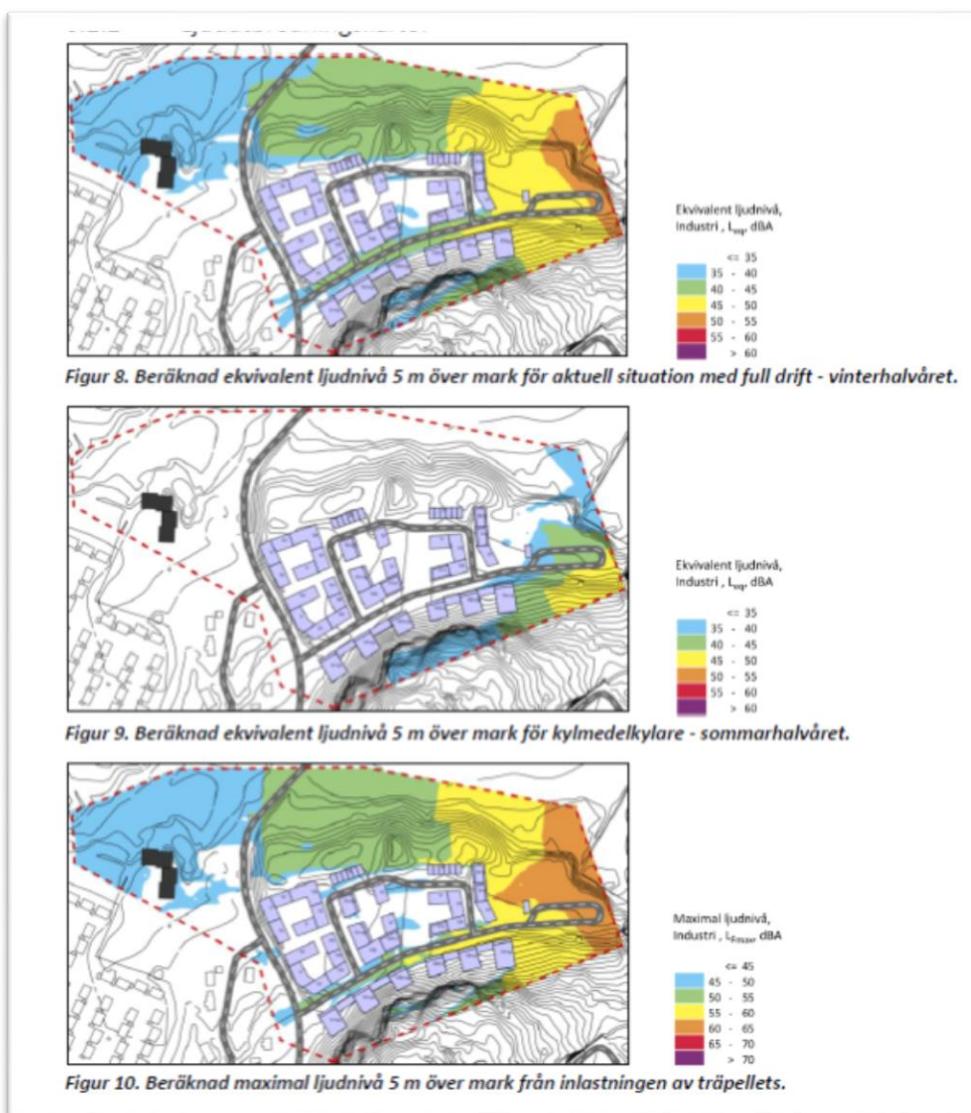 Figur 8. Beräknad ekvivalent ljudnivå 5 m över mark för aktuell situation med full drift - vinterhalvåret.
Ekvivalent ljudnivå,
Industri , Leq, dBA
<= 35
35 - 40
40 - 45
45 - 50
50 - 55
55 - 60
> 60
Figur 9. Beräknad ekvivalent ljudnivå 5 m över mark för kylmedelkylare - sommarhalvåret.
Ekvivalent ljudnivå,
Industri , Leq, dBA
<= 35
35 - 40
40 - 45
45 - 50
50 - 55
55 - 60
> 60
Figur 10. Beräknad maximal ljudnivå 5 m över mark från inlastningen av träpellets.
Maximal ljudnivå,
Industri , LFmax, dBA
<= 45
45 - 50
50 - 55
55 - 60
60 - 65
65 - 70
> 70